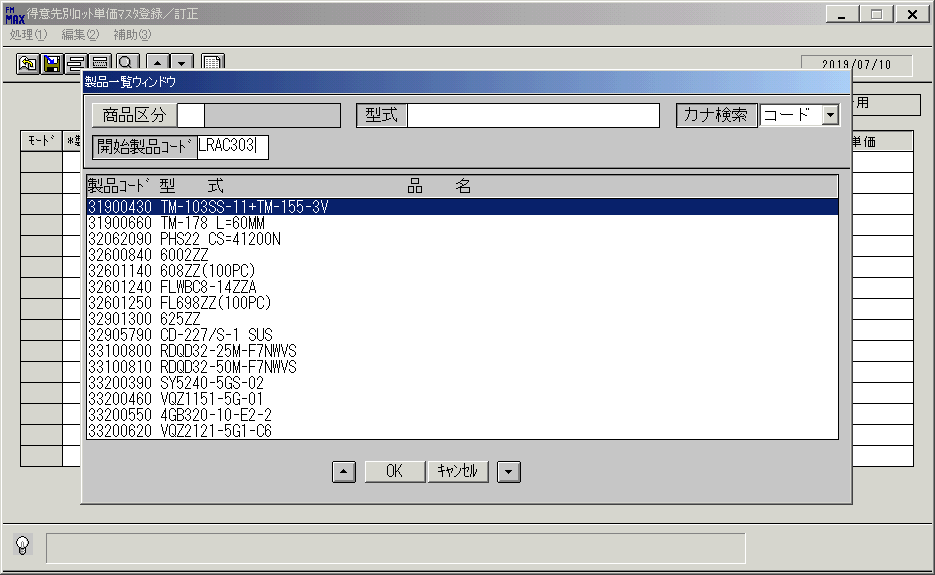 FM MAX 得意先別ﾛｯﾄ単価ﾏｽﾀ登録／訂正
処理(1) 編集(2) 補助(3)
2019/07/10
製品一覧ｳｨﾝﾄﾞｳ
商品区分 型式 カナ検索 コード
開始製品ｺｰﾄﾞ LRAC303
用
ﾓｰﾄﾞ *製
単価
製品ｺｰﾄﾞ 型 式 品 名
31900430 TM-103SS-11+TM-155-3V
31900660 TM-178 L=60MM
32062090 PHS22 CS=41200N
32600840 6002ZZ
32601140 608ZZ(100PC)
32601240 FLWBC8-14ZZA
32601250 FL698ZZ(100PC)
32901300 625ZZ
32905790 CD-227/S-1 SUS
33100800 RDQD32-25M-F7NWVS
33100810 RDQD32-50M-F7NWVS
33200390 SY5240-5GS-02
33200460 VQZ1151-5G-01
33200550 4GB320-10-E2-2
33200620 VQZ2121-5G1-C6
OK ｷｬﾝｾﾙ